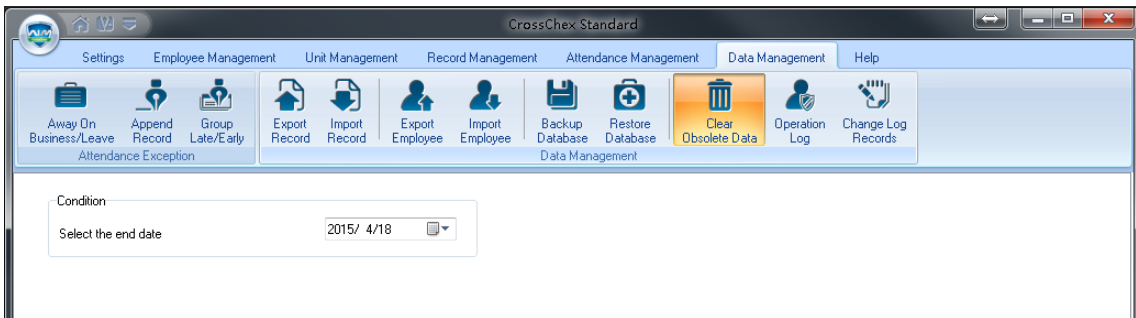 CrossChex Standard
Settings Employee Management Unit Management Record Management Attendance Management Data Management Help
Away On Business/Leave
Append Record
Group Late/Early
Export Record
Import Record
Export Employee
Import Employee
Backup Database
Restore Database
Clear Obsolete Data
Operation Log
Change Log Records
Attendance Exception
Data Management
Condition
Select the end date 2015/ 4/18